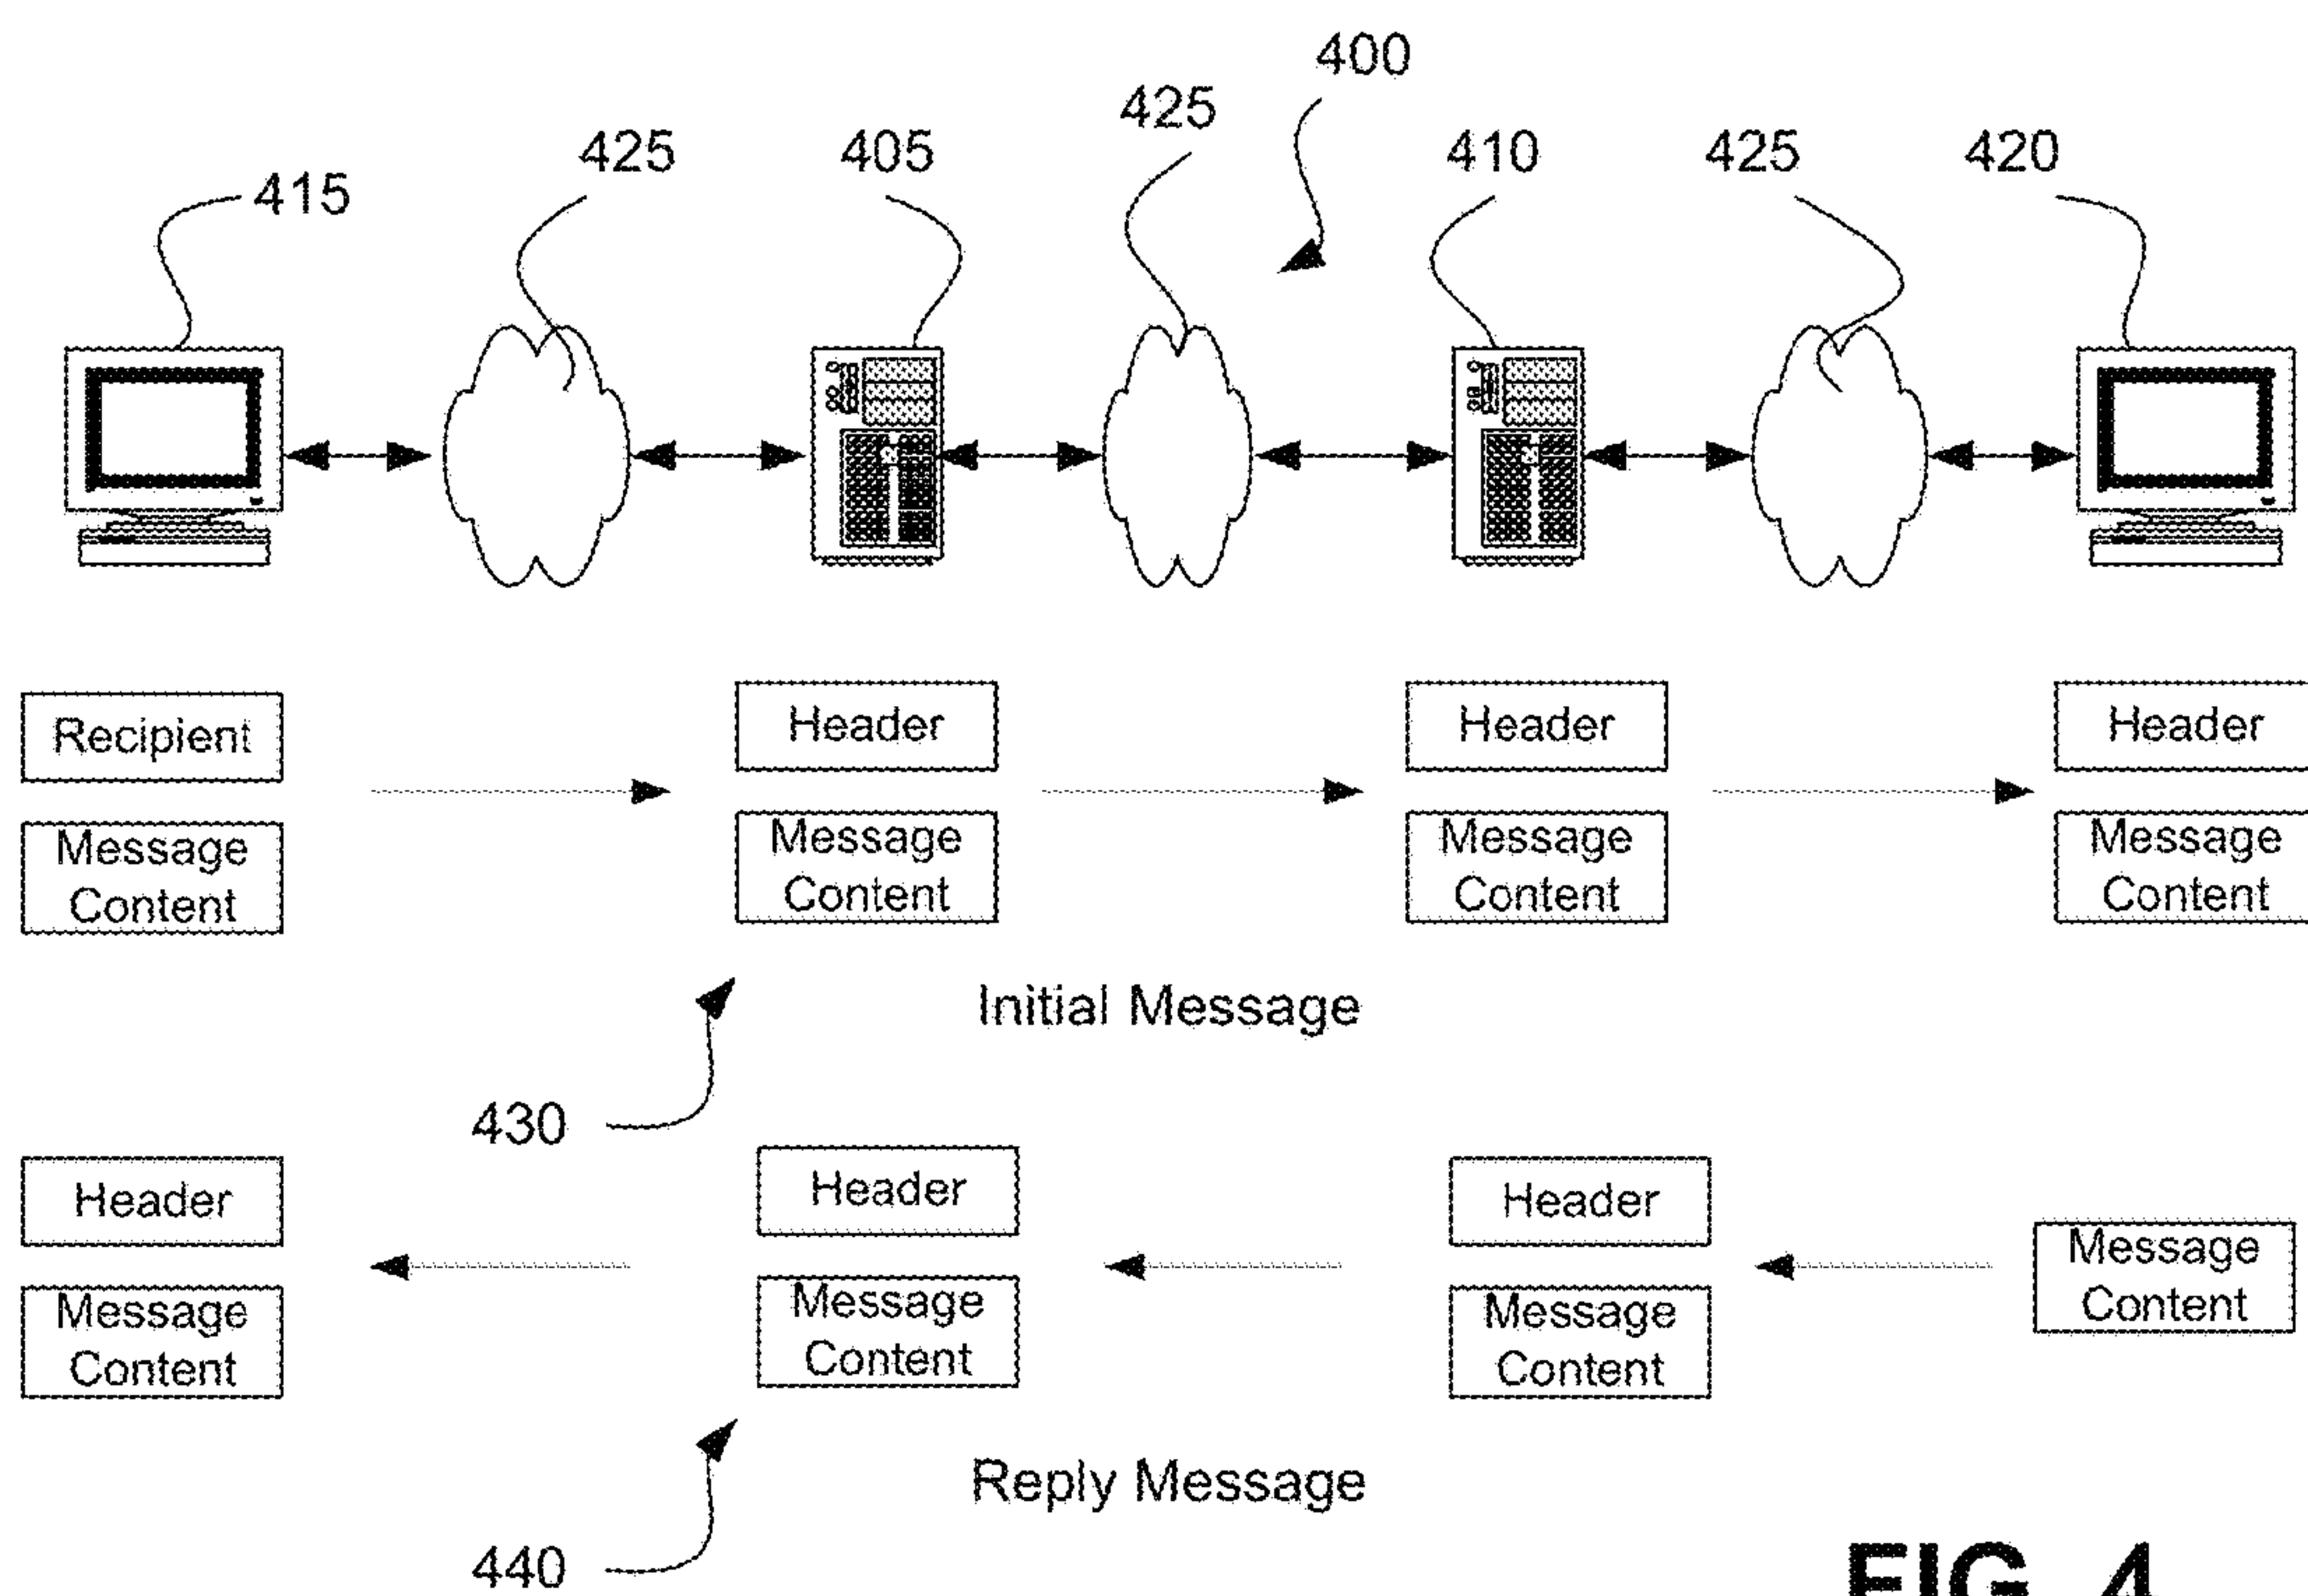 400
425
425
405
410
425
420
415
Recipient
Header
Header
Header
Message
Content
Message
Content
Message
Content
Message
Content
Initial Message
430
Header
Header
Header
Message
Content
Message
Content
Message
Content
Message
Content
Reply Message
440
FIG. 4